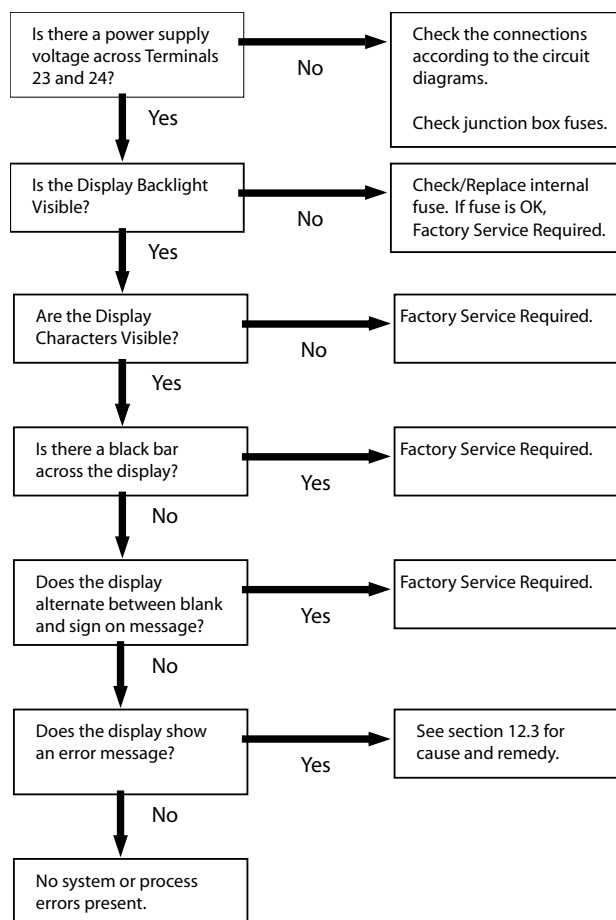 Is there a power supply
voltage across Terminals
23 and 24?
No
Check the connections
according to the circuit
diagrams.
Check junction box fuses.
Yes
Is the Display Backlight
Visible?
No
Check/Replace internal
fuse. If fuse is OK,
Factory Service Required.
Yes
Are the Display
Characters Visible?
No
Factory Service Required.
Yes
Is there a black bar
across the display?
Yes
Factory Service Required.
No
Does the display
alternate between blank
and sign on message?
Yes
Factory Service Required.
No
Does the display show
an error message?
Yes
See section 12.3 for
cause and remedy.
No
No system or process
errors present.